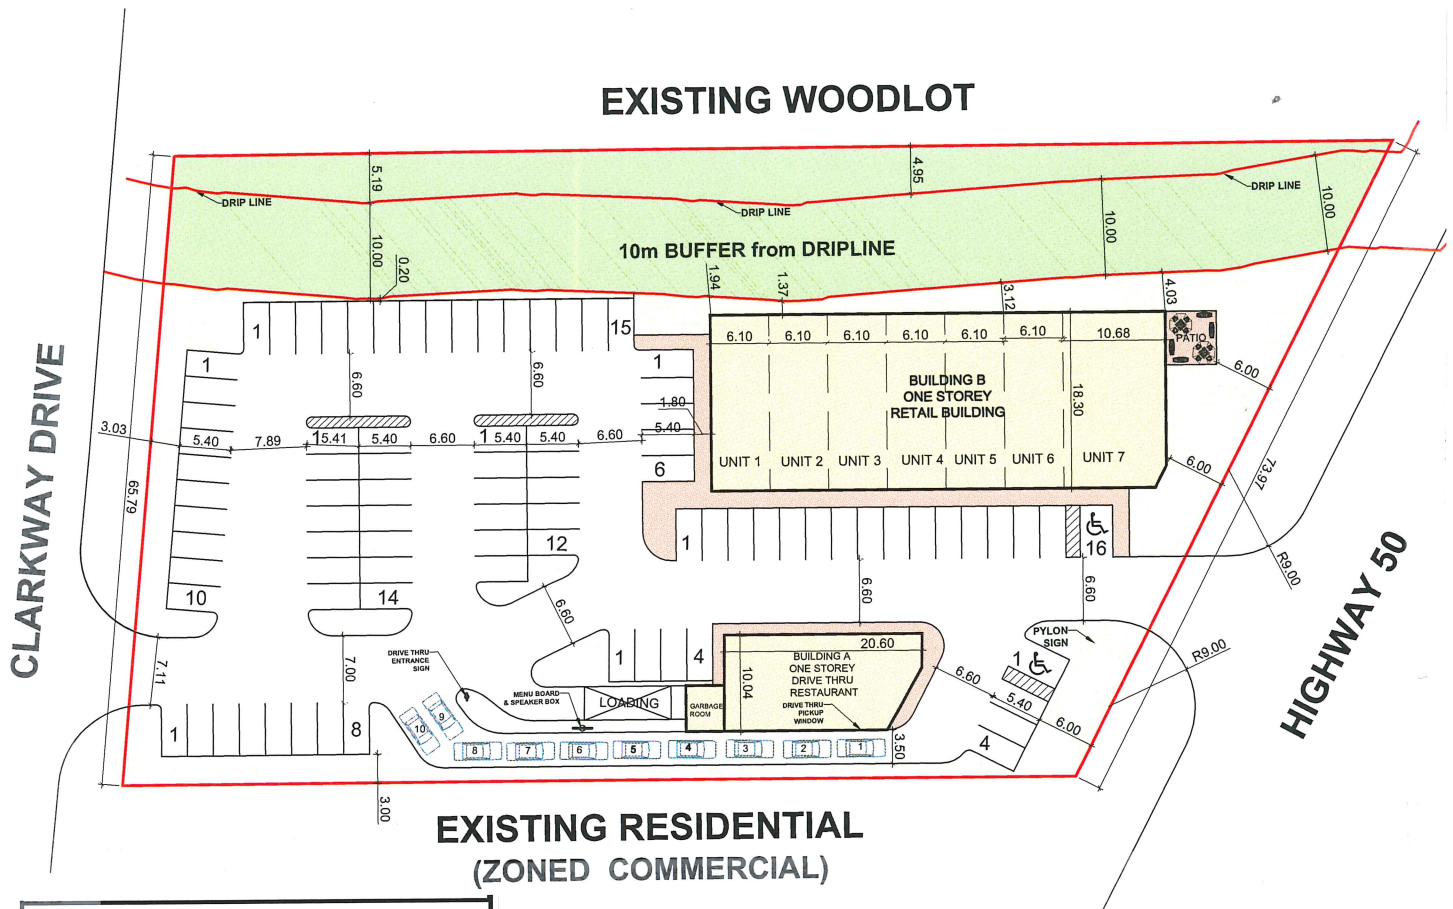 EXISTING WOODLOT
5.19
4.95
DRIP LINE
DRIP LINE
DRIP LINE
10.00
10.00
10.00
0.20
10m BUFFER from DRIPLINE
1.94
1.37
3.12
4.03
1
15
1
1
6.10
6.10
6.10
6.10
6.10
6.10
10.68
PATIO
6.60
6.60
BUILDING B
ONE STOREY
RETAIL BUILDING
18.30
6.00
1.80
3.03
5.40
7.89
1
5.41
5.40
6.60
1
5.40
5.40
6.60
5.40
6
UNIT 1
UNIT 2
UNIT 3
UNIT 4
UNIT 5
UNIT 6
UNIT 7
6.00
73.97
65.79
CLARKWAY DRIVE
12
1
16
R9.00
10
14
6.60
6.60
6.60
HIGHWAY 50
7.11
7.00
DRIVE THRU
ENTRANCE
SIGN
1
4
20.60
10.04
BUILDING A
ONE STOREY
DRIVE THRU
RESTAURANT
PYLON
SIGN
1
R9.00
6.60
5.40
6.00
MENU BOARD
& SPEAKER BOX
LOADING
GARBAGE
ROOM
DRIVE THRU
PICKUP
WINDOW
1
8
10
9
8
7
6
5
4
3
2
1
3.50
4
3.00
EXISTING RESIDENTIAL
(ZONED COMMERCIAL)